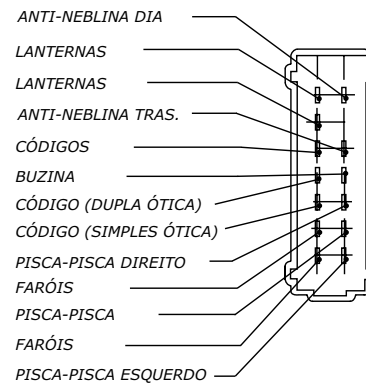 ANTI-NEBLINA DIA
LANTERNAS
LANTERNAS
ANTI-NEBLINA TRAS.
CÓDIGOS
BUZINA
CÓDIGO (DUPLA ÓTICA)
CÓDIGO (SIMPLES ÓTICA)
PISCA-PISCA DIREITO
FARÓIS
PISCA-PISCA
FARÓIS
PISCA-PISCA ESQUERDO